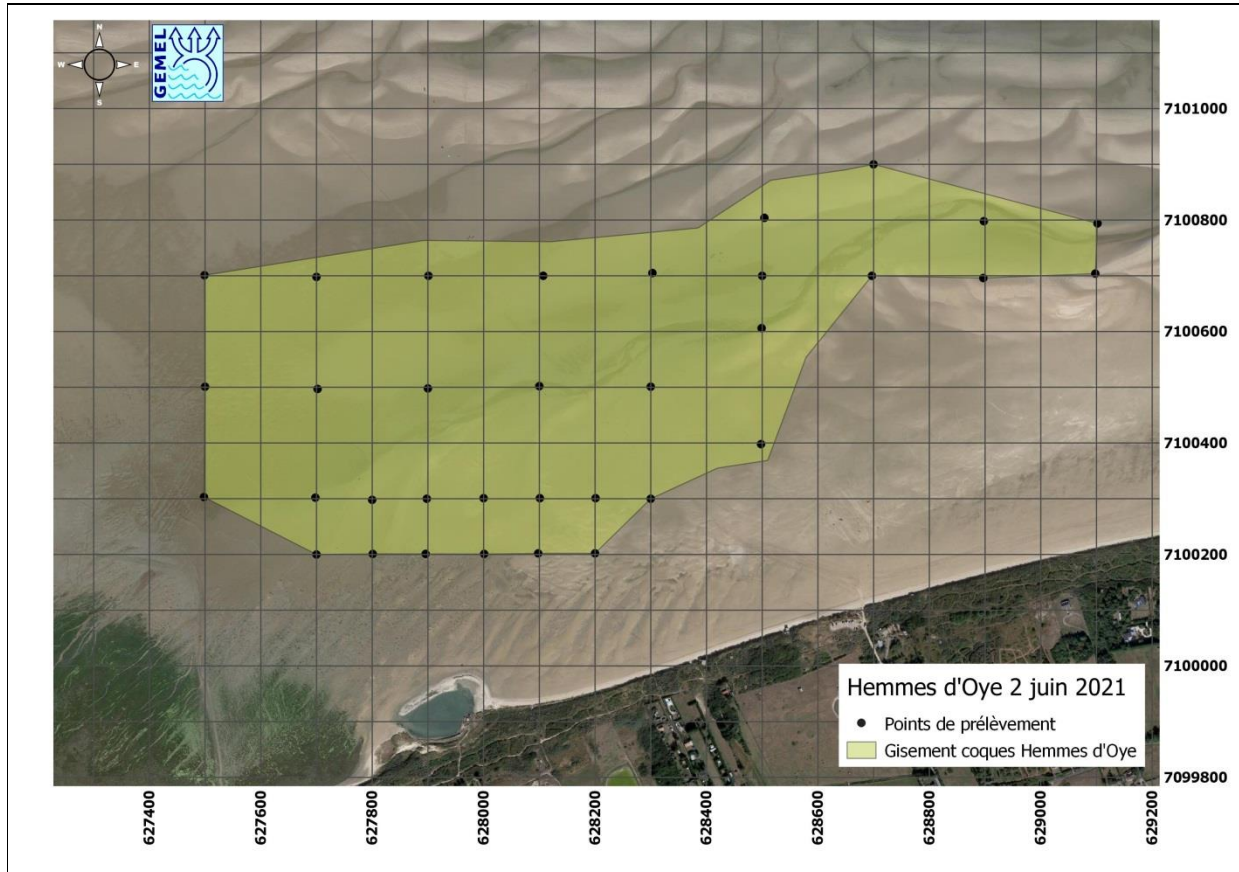 N
W E
S
GEMEL
7101000
7100800
7100600
7100400
7100200
7100000
7099800
Hemmes d'Oye 2 juin 2021
Points de prélèvement
Gisement coques Hemmes d'Oye
627400
627600
627800
628000
628200
628400
628600
628800
629000
629200